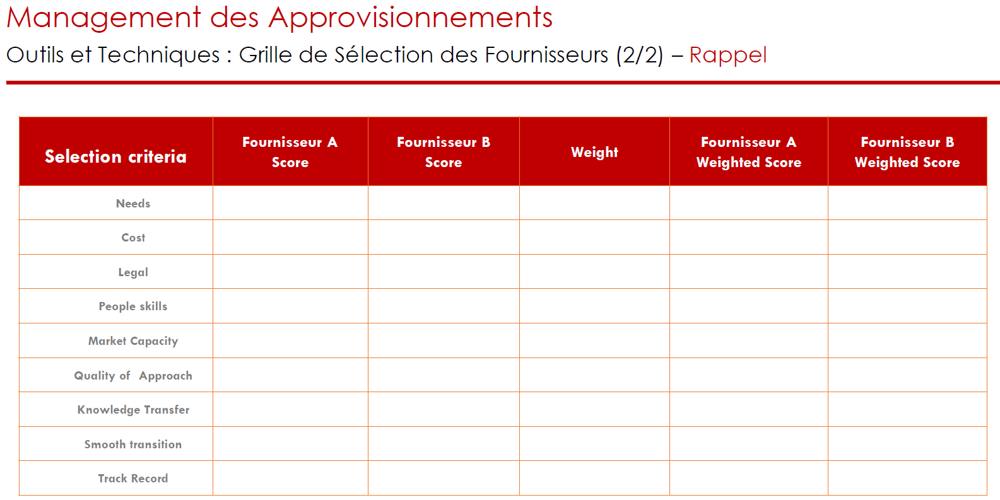 Management des Approvisionnements
Outils et Techniques : Grille de Sélection des Fournisseurs (2/2) – Rappel
Selection criteria
Fournisseur A
Score
Fournisseur B
Score
Weight
Fournisseur A
Weighted Score
Fournisseur B
Weighted Score
Needs
Cost
Legal
People skills
Market Capacity
Quality of Approach
Knowledge Transfer
Smooth transition
Track Record